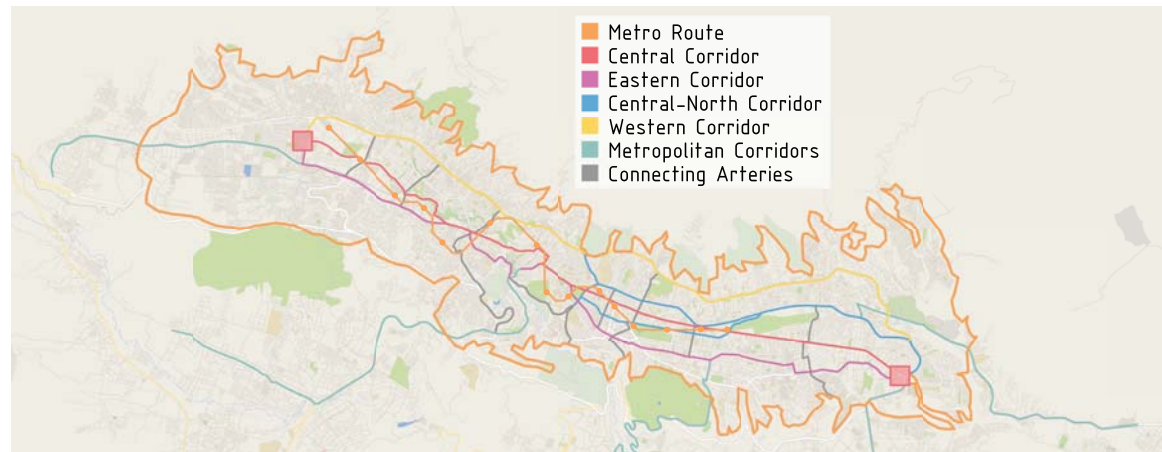 Metro Route
Central Corridor
Eastern Corridor
Central-North Corridor
Western Corridor
Metropolitan Corridors
Connecting Arteries